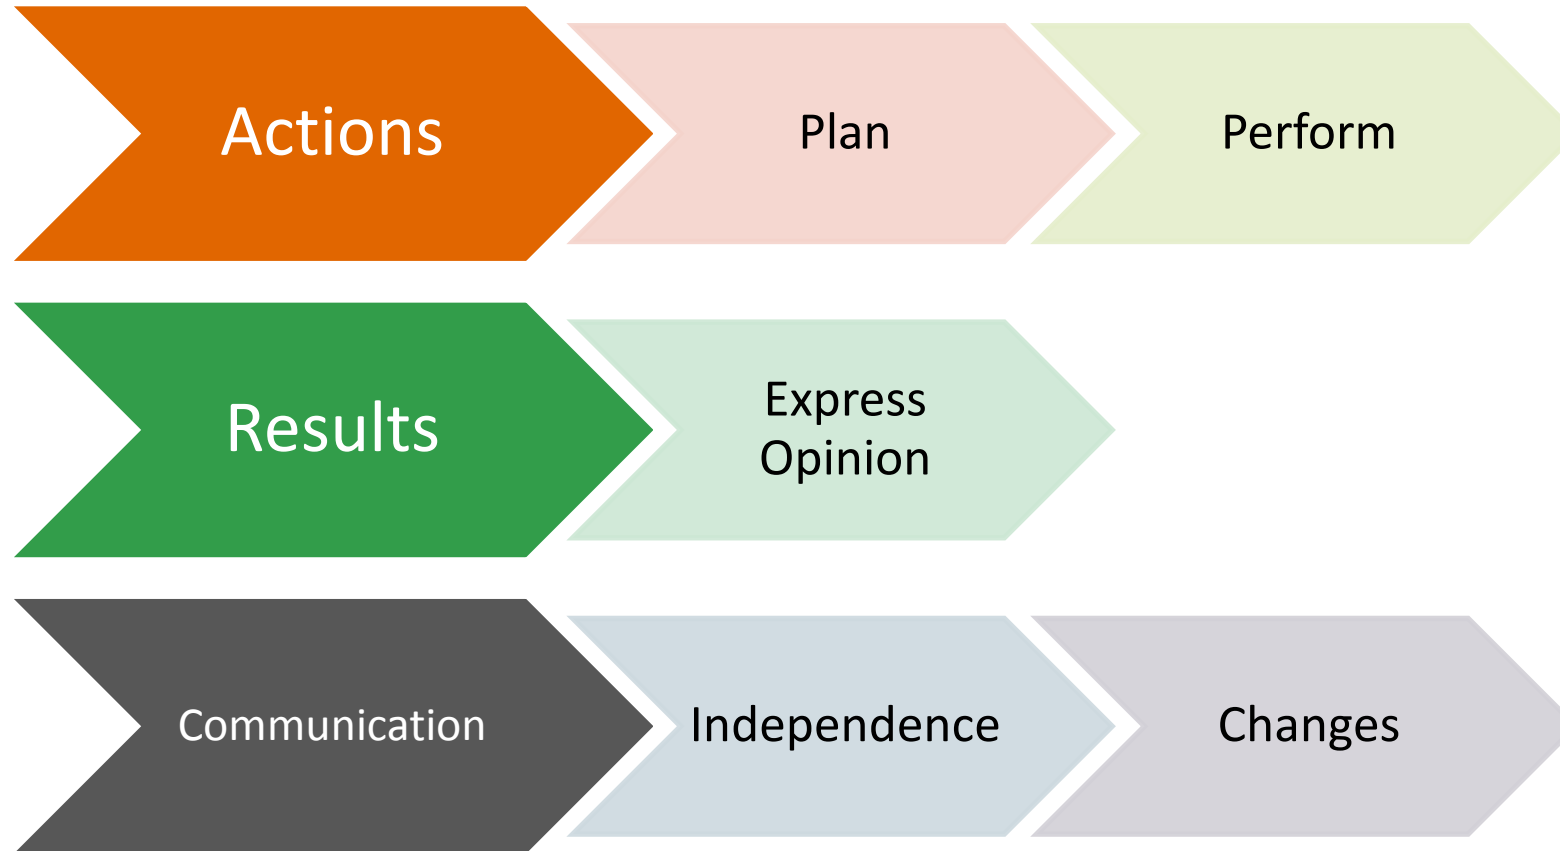 Actions
Plan
Perform
Results
Express
Opinion
Communication
Independence
Changes